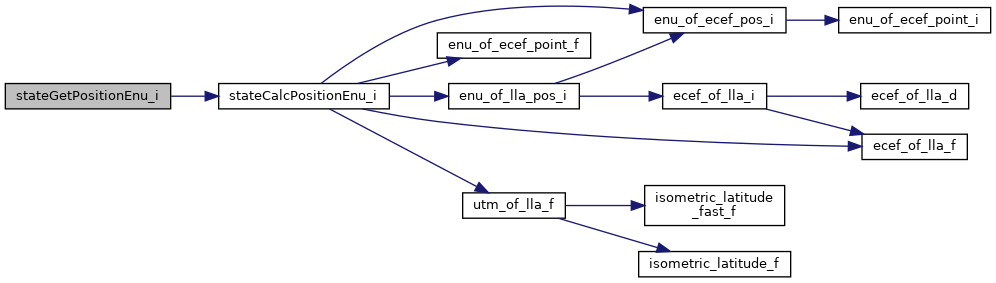 stateGetPositionEnu_i
stateCalcPositionEnu_i
enu_of_ecef_pos_i
enu_of_ecef_point_i
enu_of_ecef_point_f
enu_of_lla_pos_i
ecef_of_lla_i
ecef_of_lla_d
ecef_of_lla_f
utm_of_lla_f
isometric_latitude
_fast_f
isometric_latitude_f